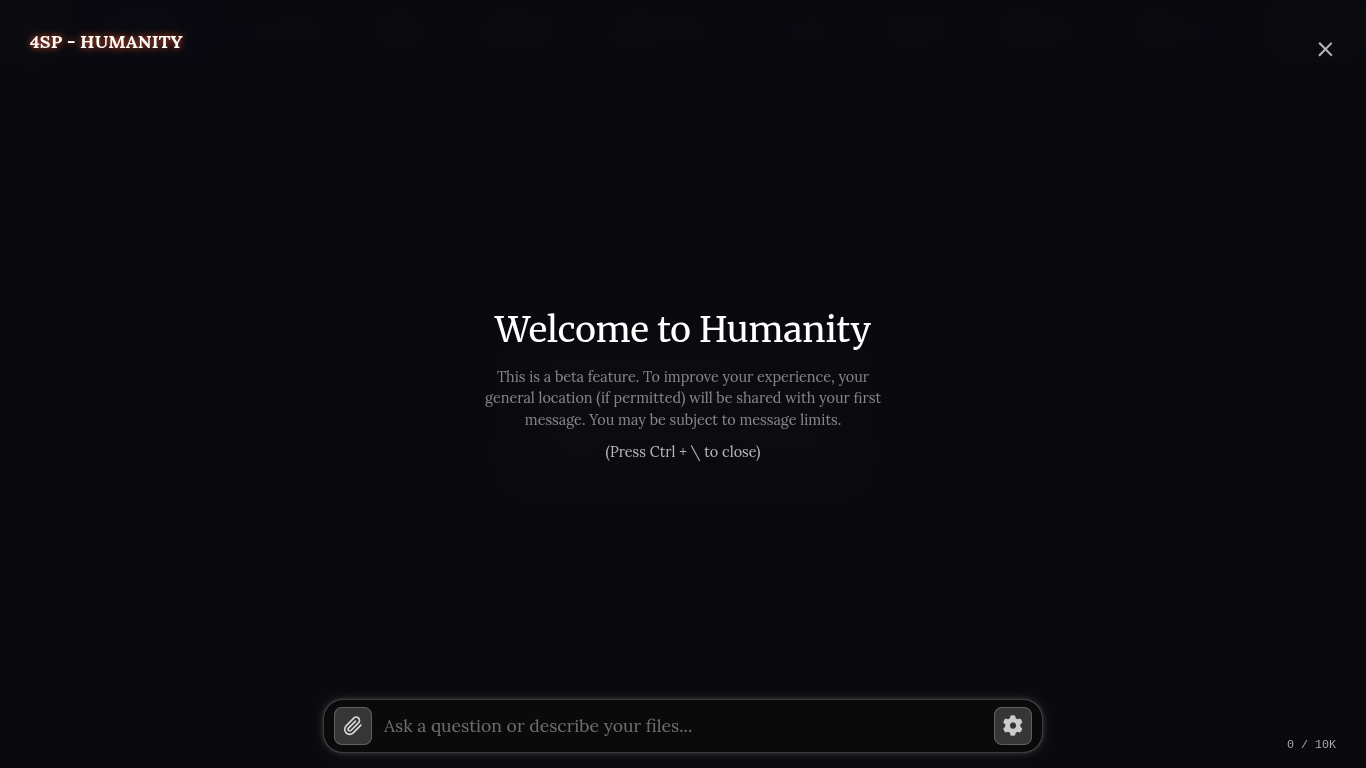 4SP - HUMANITY
Welcome to Humanity
This is a beta feature. To improve your experience, your
general location (if permitted) will be shared with your first
message. You may be subject to message limits.
(Press Ctrl + \ to close)
Ask a question or describe your files...
0 / 10K